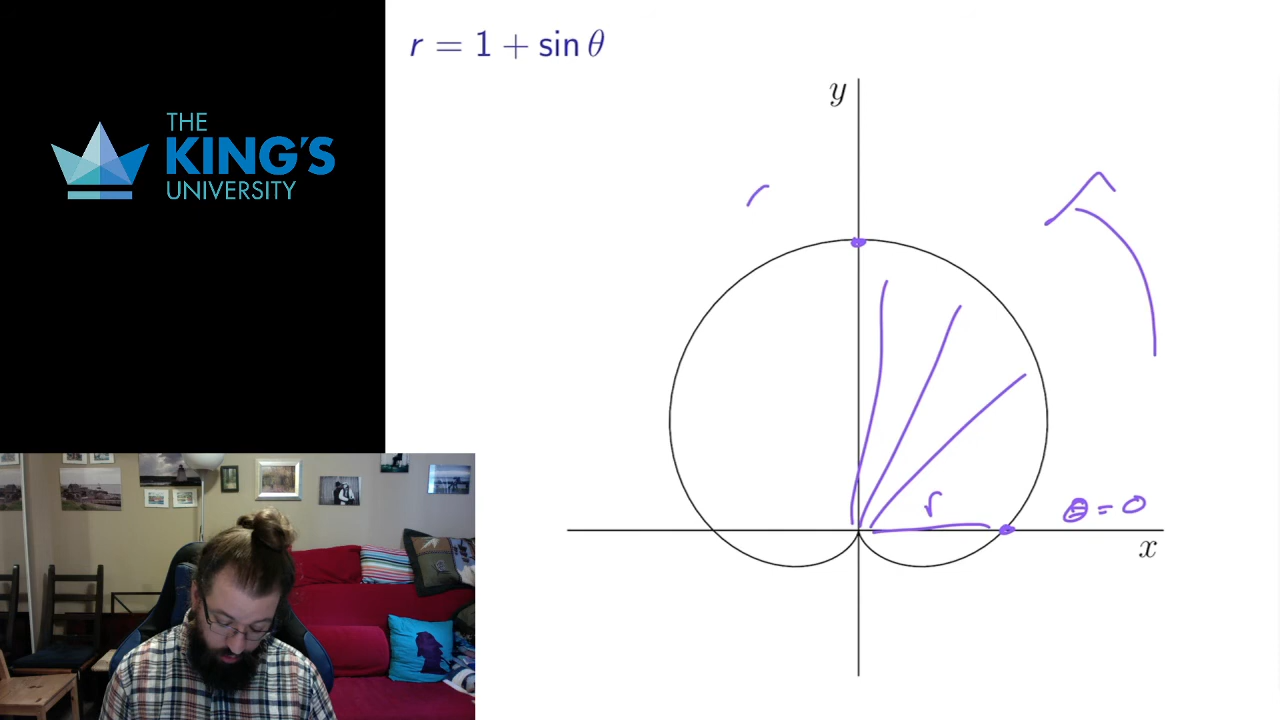 THE
KING'S
UNIVERSITY
r = 1 + sin θ
y
r
θ = 0
x